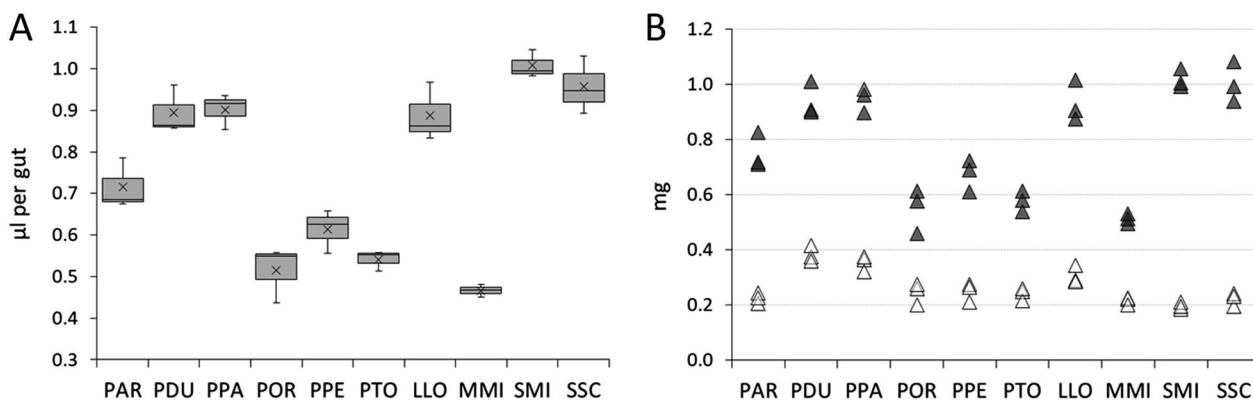 A
µl per gut
1.1
1.0
0.9
0.8
0.7
0.6
0.5
0.4
0.3
PAR PDU PPA POR PPE PTO LLO MMI SMI SSC
B
mg
1.2
1.0
0.8
0.6
0.4
0.2
0.0
PAR PDU PPA POR PPE PTO LLO MMI SMI SSC